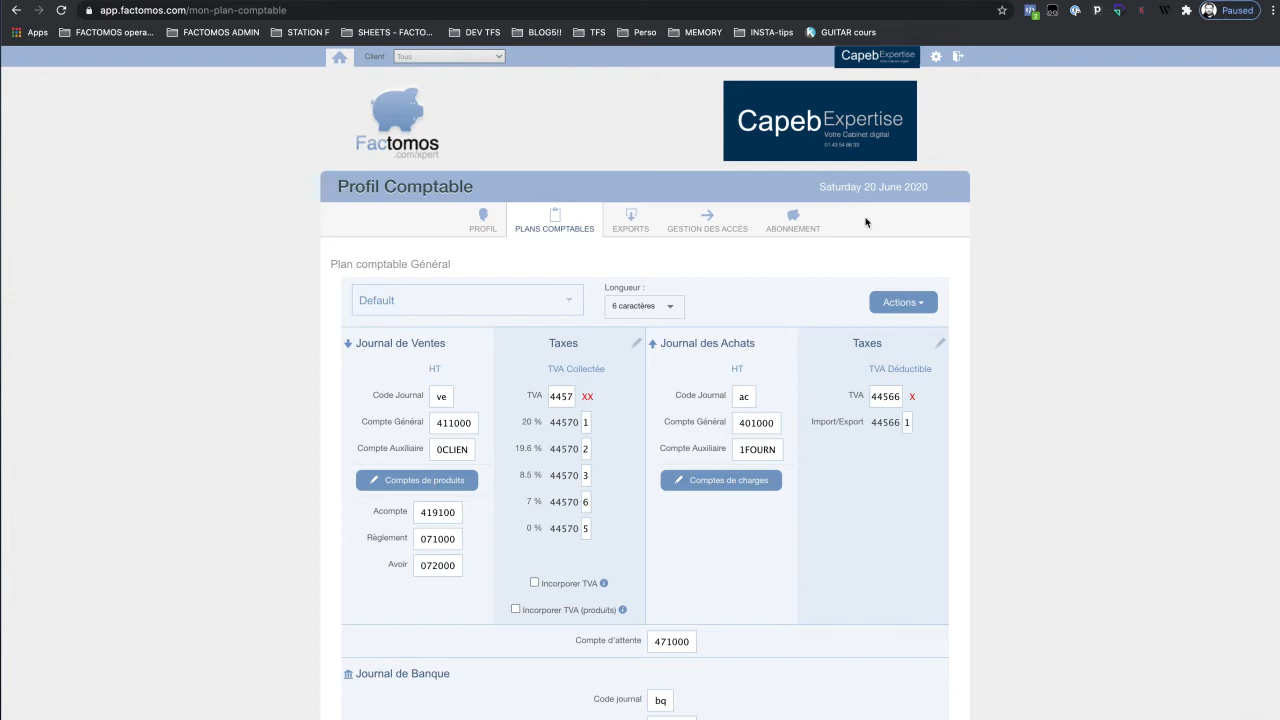 app.factomos.com/mon-plan-comptable
Paused
Apps
FACTOMOS opera...
FACTOMOS ADMIN
STATION F
SHEETS - FACTO...
DEV TFS
BLOG5!!
TFS
Perso
MEMORY
INSTA-tips
GUITAR cours
Client
Tous
CapebExpertise
Factomos
.com/xpert
CapebExpertise
Votre Cabinet digital
01 43 54 86 33
Profil Comptable
Saturday 20 June 2020
PROFIL
PLANS COMPTABLES
EXPORTS
GESTION DES ACCÈS
ABONNEMENT
Plan comptable Général
Default
Longueur :
6 caractères
Actions
Journal de Ventes
Taxes
Journal des Achats
Taxes
HT
TVA Collectée
HT
TVA Déductible
Code Journal ve
TVA 4457 XX
Code Journal ac
TVA 44566 X
Compte Général 411000
20 % 44570 1
Compte Général 401000
Import/Export 44566 1
Compte Auxiliaire 0CLIEN
19.6 % 44570 2
Compte Auxiliaire 1FOURN
Comptes de produits
8.5 % 44570 3
Comptes de charges
7 % 44570 6
Acompte 419100
0 % 44570 5
Règlement 071000
Avoir 072000
Incorporer TVA
Incorporer TVA (produits)
Compte d'attente 471000
Journal de Banque
Code journal bq